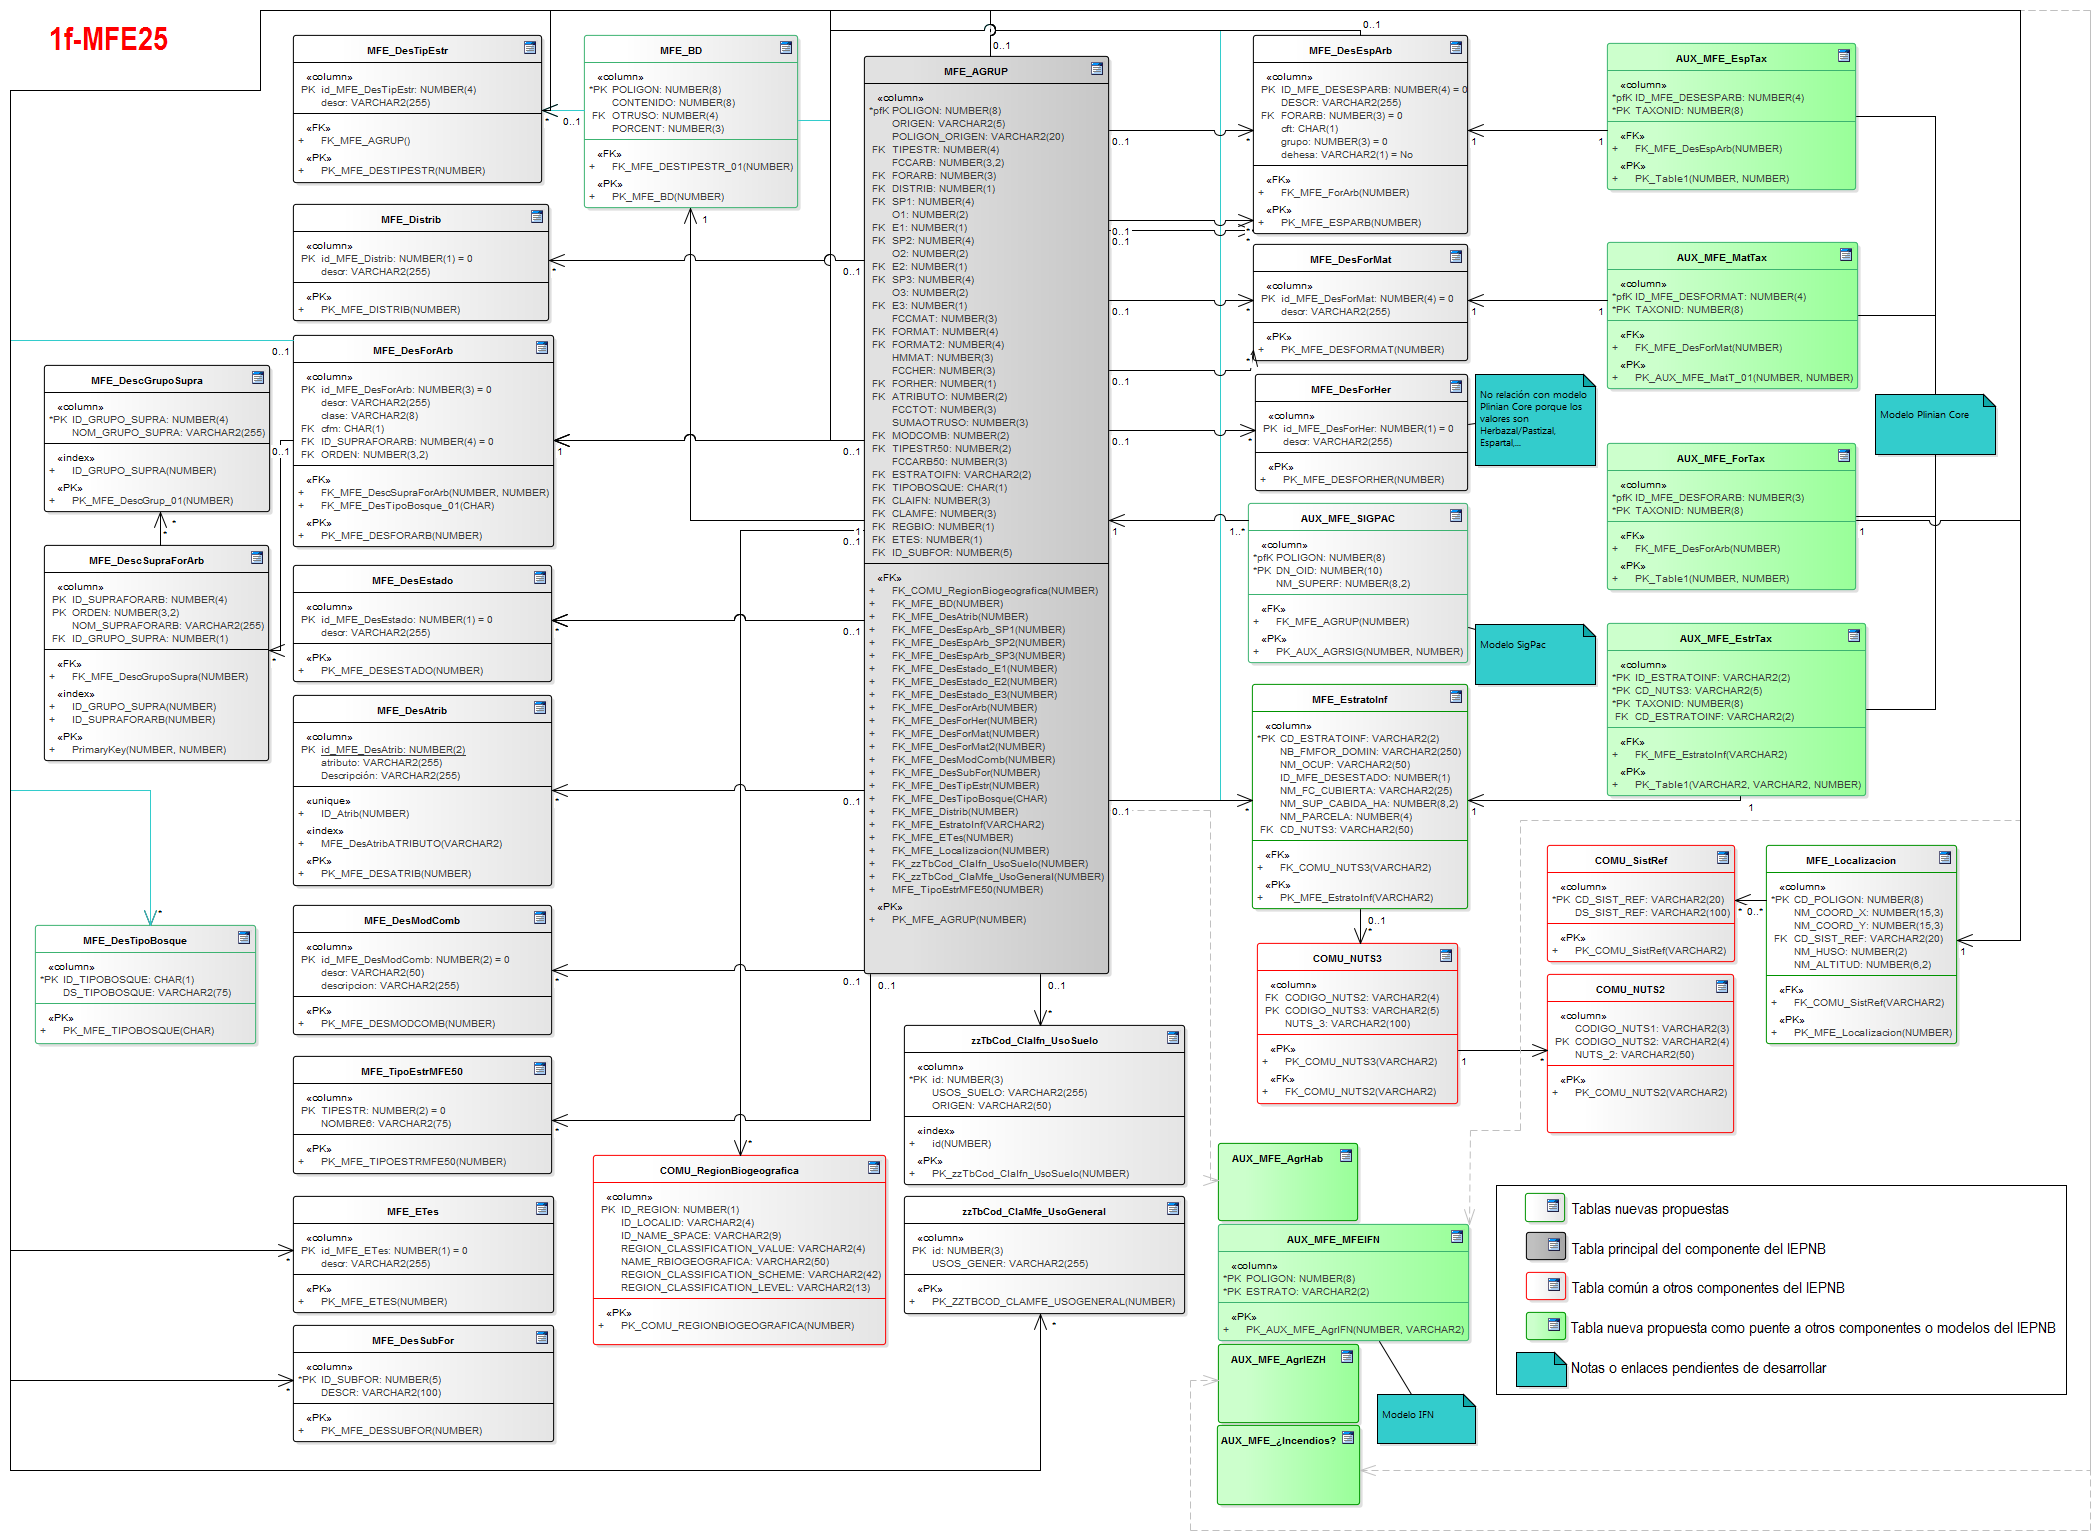 1f-MFE25
MFE_DesTipEstr
«column»
PK id_MFE_DesTipEstr: NUMBER(4)
descr: VARCHAR2(255)
«FK»
+ FK_MFE_AGRUP()
«PK»
+ PK_MFE_DESTIPESTR(NUMBER)
MFE_BD
«column»
*PK POLIGON: NUMBER(8)
CONTENIDO: NUMBER(8)
FK OTRUSO: NUMBER(4)
PORCENT: NUMBER(3)
«FK»
+ FK_MFE_DESTIPESTR_01(NUMBER)
«PK»
+ PK_MFE_BD(NUMBER)
MFE_Distrib
«column»
PK id_MFE_Distrib: NUMBER(1) = 0
descr: VARCHAR2(255)
«PK»
+ PK_MFE_DISTRIB(NUMBER)
MFE_DesForArb
«column»
PK id_MFE_DesForArb: NUMBER(3) = 0
descr: VARCHAR2(255)
clase: VARCHAR2(8)
FK cfm: CHAR(1)
FK ID_SUPRAFORARB: NUMBER(4) = 0
FK ORDEN: NUMBER(3,2)
«FK»
+ FK_MFE_DescSupraForArb(NUMBER, NUMBER)
+ FK_MFE_DesTipoBosque_01(CHAR)
«PK»
+ PK_MFE_DESFORARB(NUMBER)
MFE_DescGrupoSupra
«column»
*PK ID_GRUPO_SUPRA: NUMBER(4)
NOM_GRUPO_SUPRA: VARCHAR2(255)
«index»
+ ID_GRUPO_SUPRA(NUMBER)
«PK»
+ PK_MFE_DescGrup_01(NUMBER)
MFE_DescSupraForArb
«column»
PK ID_SUPRAFORARB: NUMBER(4)
PK ORDEN: NUMBER(3,2)
NOM_SUPRAFORARB: VARCHAR2(255)
FK ID_GRUPO_SUPRA: NUMBER(1)
«FK»
+ FK_MFE_DescGrupoSupra(NUMBER)
«index»
+ ID_GRUPO_SUPRA(NUMBER)
+ ID_SUPRAFORARB(NUMBER)
«PK»
+ PrimaryKey(NUMBER, NUMBER)
MFE_DesEstado
«column»
PK id_MFE_DesEstado: NUMBER(1) = 0
descr: VARCHAR2(255)
«PK»
+ PK_MFE_DESESTADO(NUMBER)
MFE_DesAtrib
«column»
PK id_MFE_DesAtrib: NUMBER(2)
atributo: VARCHAR2(255)
Descripción: VARCHAR2(255)
«unique»
+ ID_Atrib(NUMBER)
«index»
+ MFE_DesAtribATRIBUTO(VARCHAR2)
«PK»
+ PK_MFE_DESATRIB(NUMBER)
MFE_DesTipoBosque
«column»
*PK ID_TIPOBOSQUE: CHAR(1)
DS_TIPOBOSQUE: VARCHAR2(75)
«PK»
+ PK_MFE_TIPOBOSQUE(CHAR)
MFE_DesModComb
«column»
PK id_MFE_DesModComb: NUMBER(2) = 0
descr: VARCHAR2(50)
descripcion: VARCHAR2(255)
«PK»
+ PK_MFE_DESMODCOMB(NUMBER)
MFE_TipoEstrMFE50
«column»
PK TIPESTR: NUMBER(2) = 0
NOMBRE6: VARCHAR2(75)
«PK»
+ PK_MFE_TIPOESTRMFE50(NUMBER)
MFE_ETes
«column»
PK id_MFE_ETes: NUMBER(1) = 0
descr: VARCHAR2(255)
«PK»
+ PK_MFE_ETES(NUMBER)
MFE_DesSubFor
«column»
*PK ID_SUBFOR: NUMBER(5)
DESCR: VARCHAR2(100)
«PK»
+ PK_MFE_DESSUBFOR(NUMBER)
MFE_AGRUP
«column»
*pfK POLIGON: NUMBER(8)
ORIGEN: VARCHAR2(5)
POLIGON_ORIGEN: VARCHAR2(20)
FK TIPESTR: NUMBER(4)
FCCARB: NUMBER(3,2)
FK FORARB: NUMBER(3)
FK DISTRIB: NUMBER(1)
FK SP1: NUMBER(4)
O1: NUMBER(2)
FK E1: NUMBER(1)
FK SP2: NUMBER(4)
O2: NUMBER(2)
FK E2: NUMBER(1)
FK SP3: NUMBER(4)
O3: NUMBER(2)
FK E3: NUMBER(1)
FCCMAT: NUMBER(3)
FK FORMAT: NUMBER(4)
FK FORMAT2: NUMBER(4)
HMMAT: NUMBER(3)
FCCHER: NUMBER(3)
FK FORHER: NUMBER(1)
FK ATRIBUTO: NUMBER(2)
FCCTOT: NUMBER(3)
SUMAOTRUSO: NUMBER(3)
FK MODCOMB: NUMBER(2)
FK TIPESTR50: NUMBER(2)
FCCARB50: NUMBER(3)
FK ESTRATOIFN: VARCHAR2(2)
FK TIPOBOSQUE: CHAR(1)
FK CLAIFN: NUMBER(3)
FK CLAMFE: NUMBER(3)
FK REGBIO: NUMBER(1)
FK ETES: NUMBER(1)
FK ID_SUBFOR: NUMBER(5)
«FK»
+ FK_COMU_RegionBiogeografica(NUMBER)
+ FK_MFE_BD(NUMBER)
+ FK_MFE_DesAtrib(NUMBER)
+ FK_MFE_DesEspArb_SP1(NUMBER)
+ FK_MFE_DesEspArb_SP2(NUMBER)
+ FK_MFE_DesEspArb_SP3(NUMBER)
+ FK_MFE_DesEstado_E1(NUMBER)
+ FK_MFE_DesEstado_E2(NUMBER)
+ FK_MFE_DesEstado_E3(NUMBER)
+ FK_MFE_DesForArb(NUMBER)
+ FK_MFE_DesForHer(NUMBER)
+ FK_MFE_DesForMat(NUMBER)
+ FK_MFE_DesForMat2(NUMBER)
+ FK_MFE_DesModComb(NUMBER)
+ FK_MFE_DesSubFor(NUMBER)
+ FK_MFE_DesTipEstr(NUMBER)
+ FK_MFE_DesTipoBosque(CHAR)
+ FK_MFE_Distrib(NUMBER)
+ FK_MFE_EstratoInf(VARCHAR2)
+ FK_MFE_ETes(NUMBER)
+ FK_MFE_Localizacion(NUMBER)
+ FK_zzTbCod_ClaIfn_UsoSuelo(NUMBER)
+ FK_zzTbCod_ClaMfe_UsoGeneral(NUMBER)
+ MFE_TipoEstrMFE50(NUMBER)
«PK»
+ PK_MFE_AGRUP(NUMBER)
COMU_RegionBiogeografica
«column»
PK ID_REGION: NUMBER(1)
ID_LOCALID: VARCHAR2(4)
ID_NAME_SPACE: VARCHAR2(9)
REGION_CLASSIFICATION_VALUE: VARCHAR2(4)
NAME_RBIOGEOGRAFICA: VARCHAR2(50)
REGION_CLASSIFICATION_SCHEME: VARCHAR2(42)
REGION_CLASSIFICATION_LEVEL: VARCHAR2(13)
«PK»
+ PK_COMU_REGIONBIOGEOGRAFICA(NUMBER)
zzTbCod_ClaIfn_UsoSuelo
«column»
*PK id: NUMBER(3)
USOS_SUELO: VARCHAR2(255)
ORIGEN: VARCHAR2(50)
«index»
+ id(NUMBER)
«PK»
+ PK_zzTbCod_ClaIfn_UsoSuelo(NUMBER)
zzTbCod_ClaMfe_UsoGeneral
«column»
PK id: NUMBER(3)
USOS_GENER: VARCHAR2(255)
«PK»
+ PK_ZZTBCOD_CLAMFE_USOGENERAL(NUMBER)
MFE_DesEspArb
«column»
PK ID_MFE_DESESPARB: NUMBER(4) = 0
DESCR: VARCHAR2(255)
FK FORARB: NUMBER(3) = 0
cft: CHAR(1)
grupo: NUMBER(3) = 0
dehesa: VARCHAR2(1) = No
«FK»
+ FK_MFE_ForArb(NUMBER)
«PK»
+ PK_MFE_ESPARB(NUMBER)
MFE_DesForMat
«column»
PK id_MFE_DesForMat: NUMBER(4) = 0
descr: VARCHAR2(255)
«PK»
+ PK_MFE_DESFORMAT(NUMBER)
MFE_DesForHer
«column»
PK id_MFE_DesForHer: NUMBER(1) = 0
descr: VARCHAR2(255)
«PK»
+ PK_MFE_DESFORHER(NUMBER)
No relación con modelo
Plinian Core porque los
valores son
Herbazal/Pastizal,
Espartal,...
AUX_MFE_SIGPAC
«column»
*pfK POLIGON: NUMBER(8)
*PK DN_OID: NUMBER(10)
NM_SUPERF: NUMBER(8,2)
«FK»
+ FK_MFE_AGRUP(NUMBER)
«PK»
+ PK_AUX_AGRSIG(NUMBER, NUMBER)
Modelo SigPac
MFE_EstratoInf
«column»
*PK CD_ESTRATOINF: VARCHAR2(2)
NB_FMFOR_DOMIN: VARCHAR2(250)
NM_OCUP: VARCHAR2(50)
ID_MFE_DESESTADO: NUMBER(1)
NM_FC_CUBIERTA: VARCHAR2(25)
NM_SUP_CABIDA_HA: NUMBER(8,2)
NM_PARCELA: NUMBER(4)
FK CD_NUTS3: VARCHAR2(50)
«FK»
+ FK_COMU_NUTS3(VARCHAR2)
«PK»
+ PK_MFE_EstratoInf(VARCHAR2)
COMU_NUTS3
«column»
FK CODIGO_NUTS2: VARCHAR2(4)
PK CODIGO_NUTS3: VARCHAR2(5)
NUTS_3: VARCHAR2(100)
«PK»
+ PK_COMU_NUTS3(VARCHAR2)
«FK»
+ FK_COMU_NUTS2(VARCHAR2)
AUX_MFE_EspTax
«column»
*pfK ID_MFE_DESESPARB: NUMBER(4)
*PK TAXONID: NUMBER(8)
«FK»
+ FK_MFE_DesEspArb(NUMBER)
«PK»
+ PK_Table1(NUMBER, NUMBER)
AUX_MFE_MatTax
«column»
*pfK ID_MFE_DESFORMAT: NUMBER(4)
*PK TAXONID: NUMBER(8)
«FK»
+ FK_MFE_DesForMat(NUMBER)
«PK»
+ PK_AUX_MFE_MatT_01(NUMBER, NUMBER)
Modelo Plinian Core
AUX_MFE_ForTax
«column»
*pfK ID_MFE_DESFORARB: NUMBER(3)
*PK TAXONID: NUMBER(8)
«FK»
+ FK_MFE_DesForArb(NUMBER)
«PK»
+ PK_Table1(NUMBER, NUMBER)
AUX_MFE_EstrTax
«column»
*PK ID_ESTRATOINF: VARCHAR2(2)
*PK CD_NUTS3: VARCHAR2(5)
*PK TAXONID: NUMBER(8)
FK CD_ESTRATOINF: VARCHAR2(2)
«FK»
+ FK_MFE_EstratoInf(VARCHAR2)
«PK»
+ PK_Table1(VARCHAR2, VARCHAR2, NUMBER)
COMU_SistRef
«column»
*PK CD_SIST_REF: VARCHAR2(20)
DS_SIST_REF: VARCHAR2(100)
«PK»
+ PK_COMU_SistRef(VARCHAR2)
MFE_Localizacion
«column»
*PK CD_POLIGON: NUMBER(8)
NM_COORD_X: NUMBER(15,3)
NM_COORD_Y: NUMBER(15,3)
FK CD_SIST_REF: VARCHAR2(20)
NM_HUSO: NUMBER(2)
NM_ALTITUD: NUMBER(6,2)
«FK»
+ FK_COMU_SistRef(VARCHAR2)
«PK»
+ PK_MFE_Localizacion(NUMBER)
COMU_NUTS2
«column»
CODIGO_NUTS1: VARCHAR2(3)
PK CODIGO_NUTS2: VARCHAR2(4)
NUTS_2: VARCHAR2(50)
«PK»
+ PK_COMU_NUTS2(VARCHAR2)
AUX_MFE_AgrHab
AUX_MFE_MFEIFN
«column»
*PK POLIGON: NUMBER(8)
*PK ESTRATO: VARCHAR2(2)
«PK»
+ PK_AUX_MFE_AgrIFN(NUMBER, VARCHAR2)
AUX_MFE_AgrIEZH
Modelo IFN
AUX_MFE_¿Incendios?
Tablas nuevas propuestas
Tabla principal del componente del IEPNB
Tabla común a otros componentes del IEPNB
Tabla nueva propuesta como puente a otros componentes o modelos del IEPNB
Notas o enlaces pendientes de desarrollar